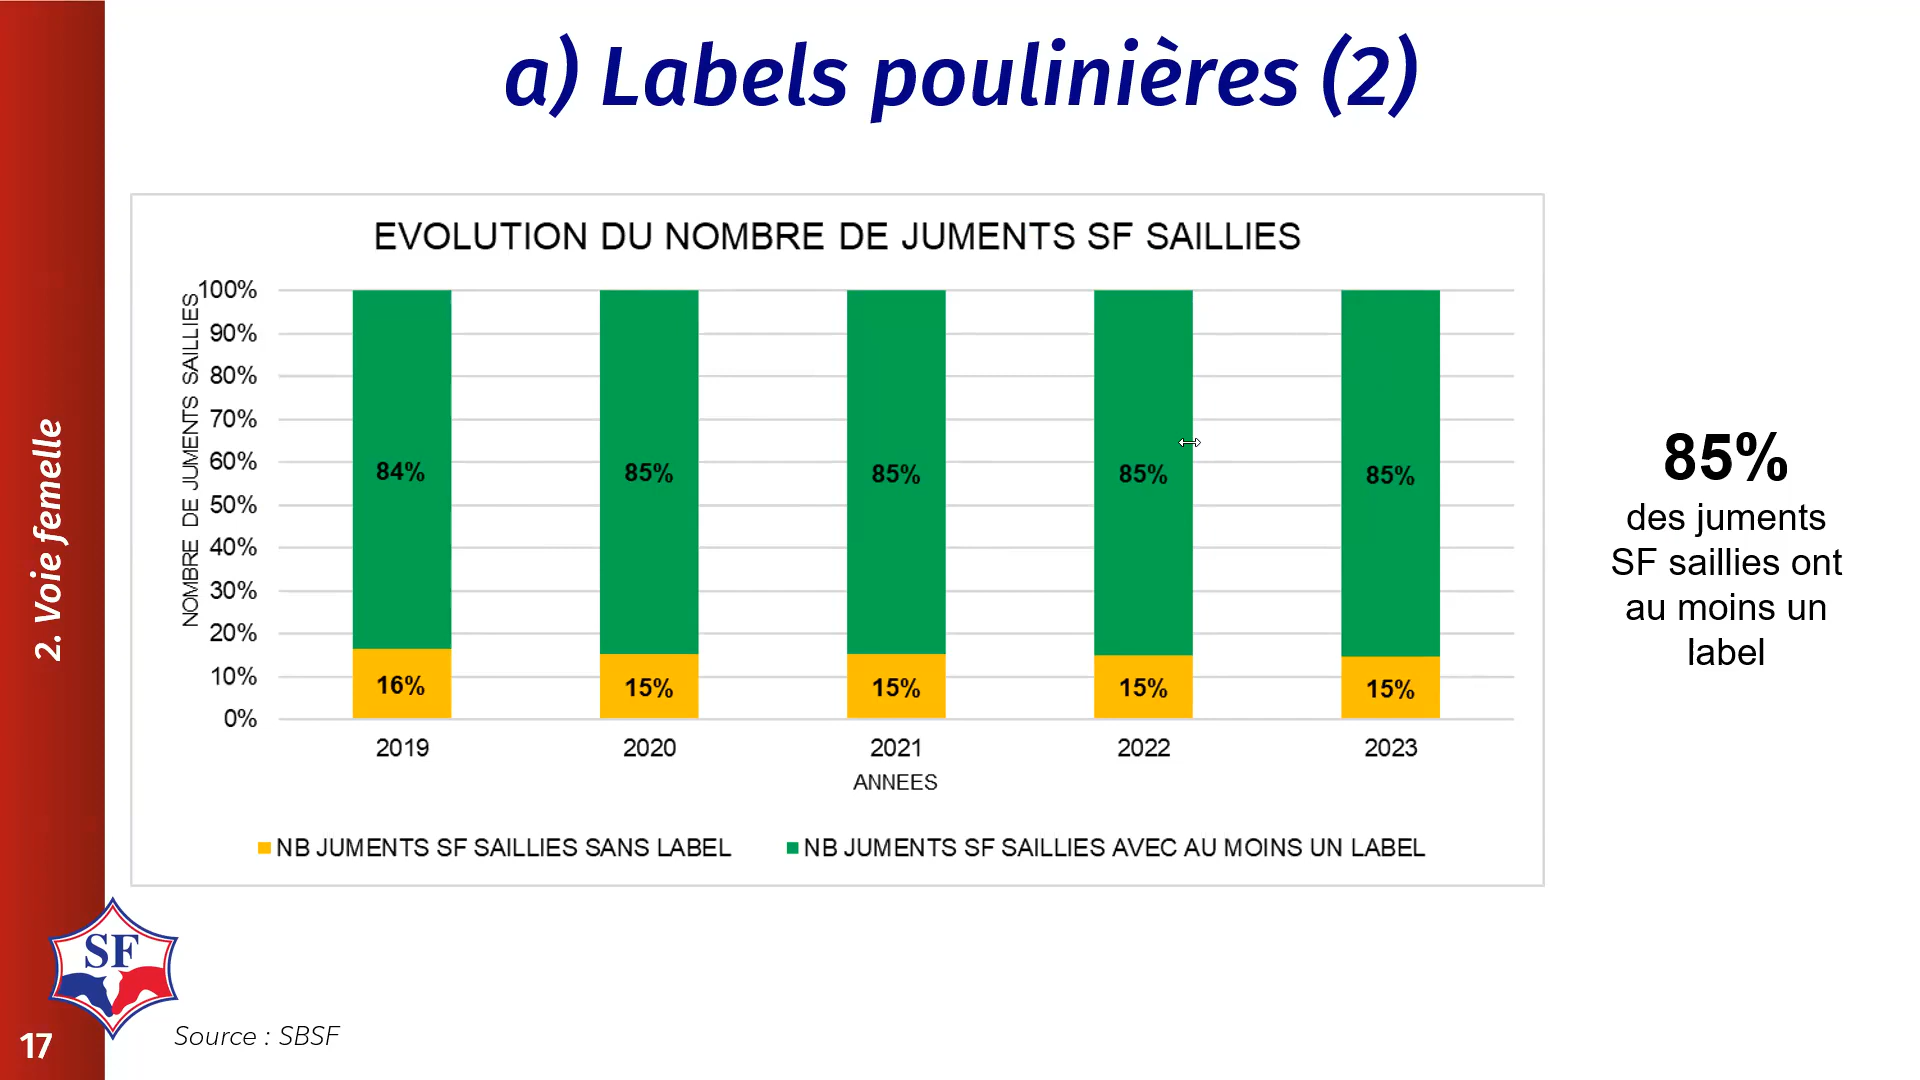 a) Labels poulinières (2)
EVOLUTION DU NOMBRE DE JUMENTS SF SAILLIES
NOMBRE DE JUMENTS SAILLIES
100%
90%
80%
70%
60%
50%
40%
30%
20%
10%
0%
84%
85%
85%
85%
85%
16%
15%
15%
15%
15%
2019
2020
2021
2022
2023
ANNEES
NB JUMENTS SF SAILLIES SANS LABEL
NB JUMENTS SF SAILLIES AVEC AU MOINS UN LABEL
85%
des juments
SF saillies ont
au moins un
label
2. Voie femelle
SF
17
Source : SBSF